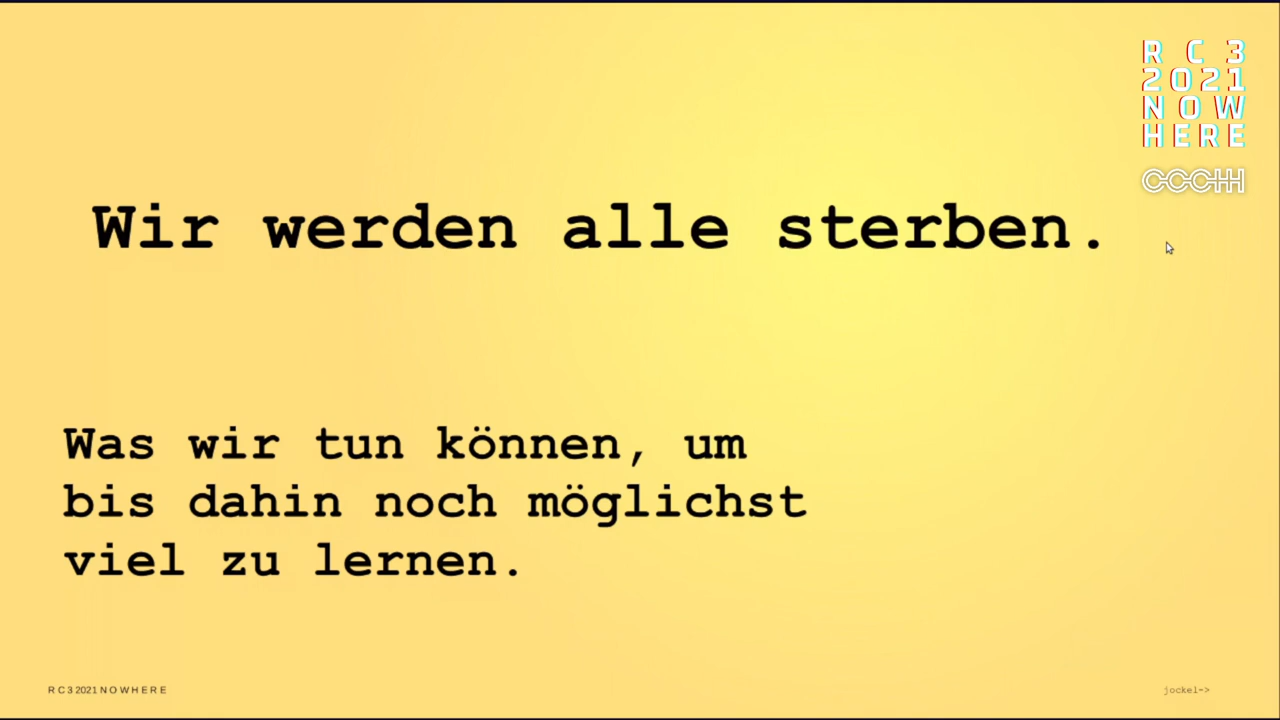 R C 3
2021
NOW
HERE
CCCHH
Wir werden alle sterben.
Was wir tun können, um
bis dahin noch möglichst
viel zu lernen.
RC3 2021 NOWHERE
jockel->